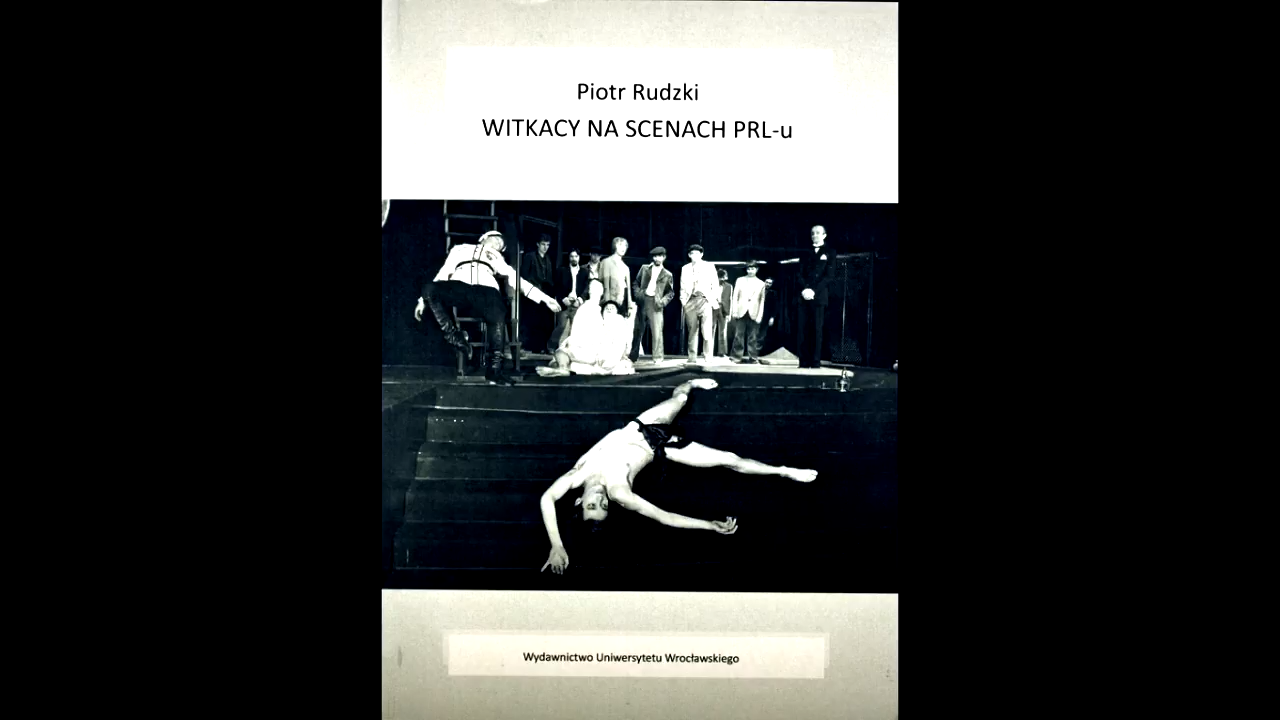 Piotr Rudzki
WITKACY NA SCENACH PRL-u
Wydawnictwo Uniwersytetu Wrocławskiego